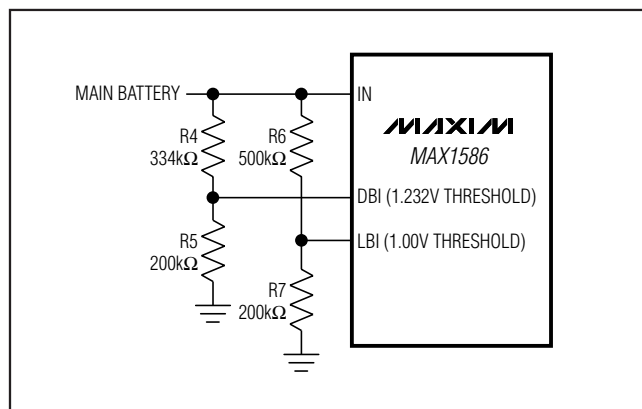 MAIN BATTERY
IN
R4
334kΩ
R6
500kΩ
MAXIM
MAX1586
DBI (1.232V THRESHOLD)
R5
200kΩ
LBI (1.00V THRESHOLD)
R7
200kΩ